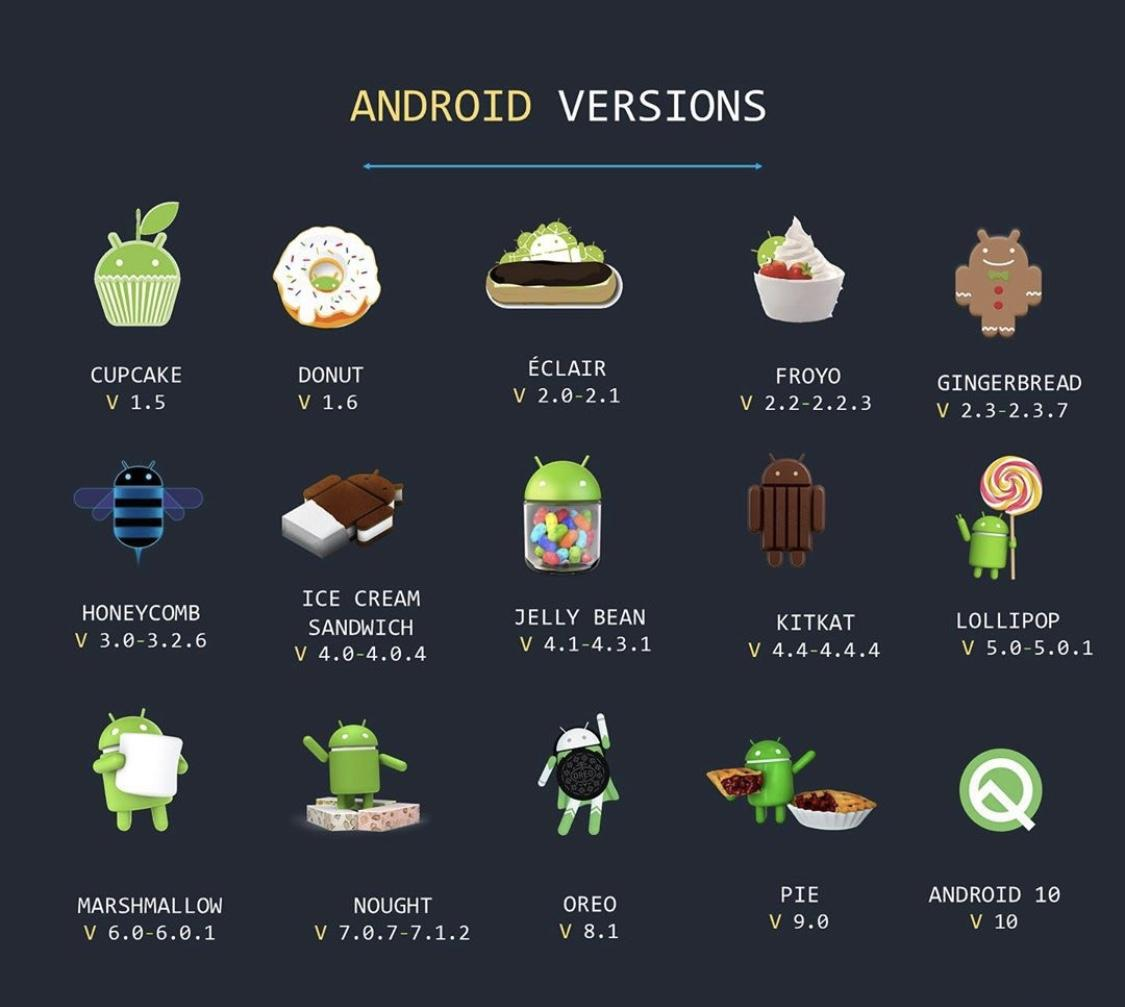 ANDROID VERSIONS
CUPCAKE
V 1.5
DONUT
V 1.6
ÉCLAIR
V 2.0-2.1
FROYO
V 2.2-2.2.3
GINGERBREAD
V 2.3-2.3.7
HONEYCOMB
V 3.0-3.2.6
ICE CREAM
SANDWICH
V 4.0-4.0.4
JELLY BEAN
V 4.1-4.3.1
KITKAT
V 4.4-4.4.4
LOLLIPOP
V 5.0-5.0.1
MARSHMALLOW
V 6.0-6.0.1
NOUGHT
V 7.0.7-7.1.2
OREO
OREO
V 8.1
PIE
V 9.0
ANDROID 10
V 10